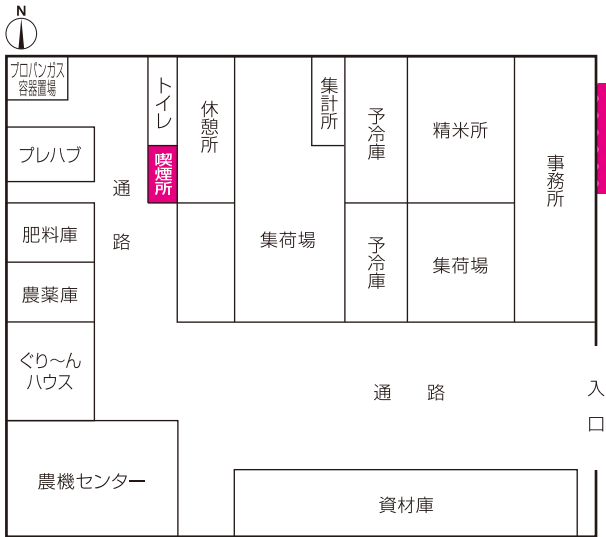 N
プロパンガス
容器置場
トイレ
喫煙所
休憩所
集計所
予冷庫
精米所
事務所
プレハブ
通路
肥料庫
集荷場
予冷庫
集荷場
農薬庫
ぐり〜ん
ハウス
通路
入口
農機センター
資材庫